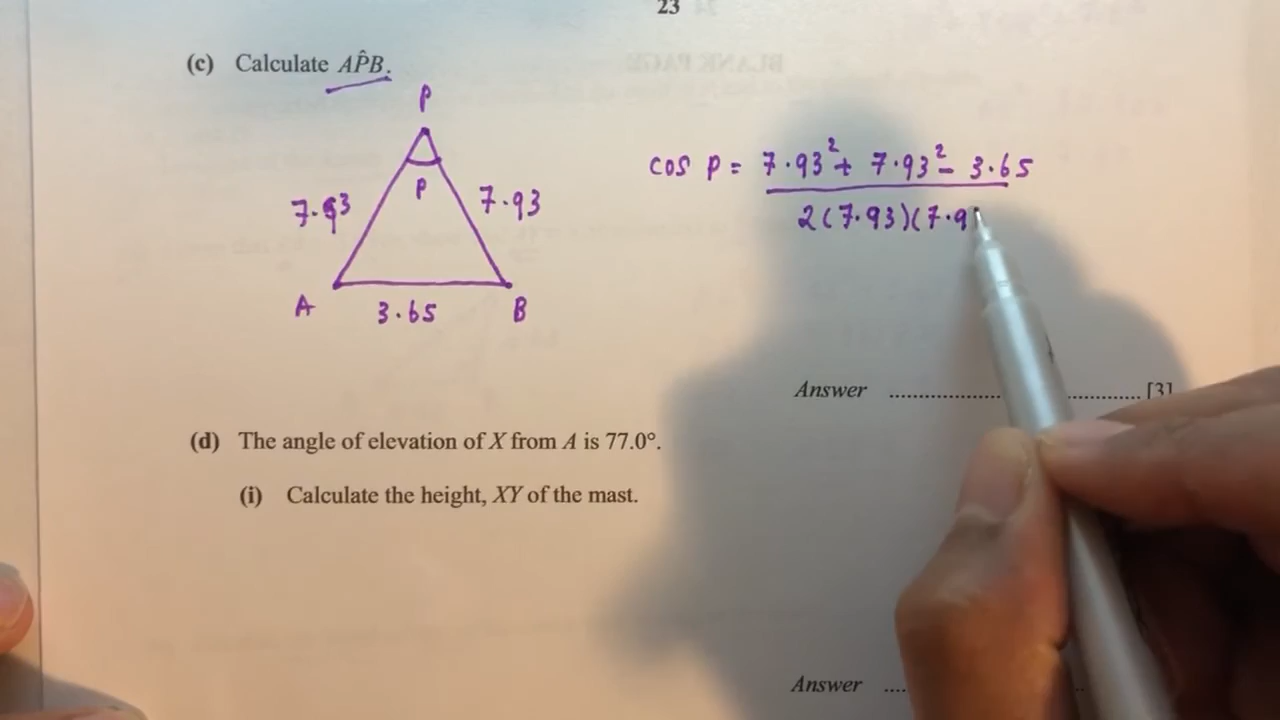 23
(c) Calculate AP̂B.
P
cos P = 7.93² + 7.93² - 3.65
2(7.93)(7.9
7.93 P 7.93
A 3.65 B
Answer [3]
(d) The angle of elevation of X from A is 77.0°.
(i) Calculate the height, XY of the mast.
Answer